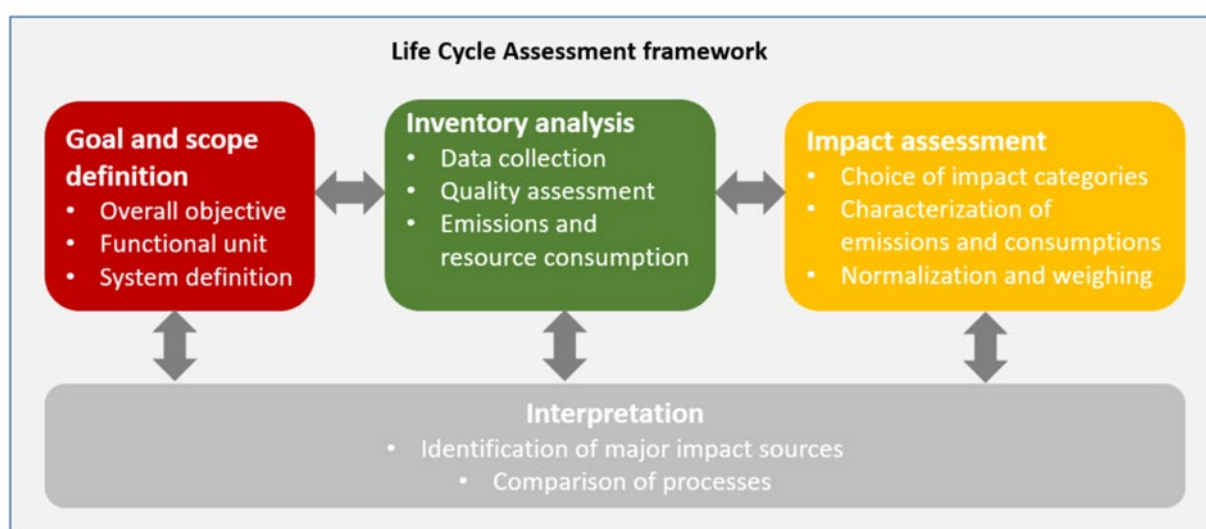 Life Cycle Assessment framework
Goal and scope
definition
• Overall objective
• Functional unit
• System definition
Inventory analysis
• Data collection
• Quality assessment
• Emissions and
resource consumption
Impact assessment
• Choice of impact categories
• Characterization of
emissions and consumptions
• Normalization and weighing
Interpretation
• Identification of major impact sources
• Comparison of processes